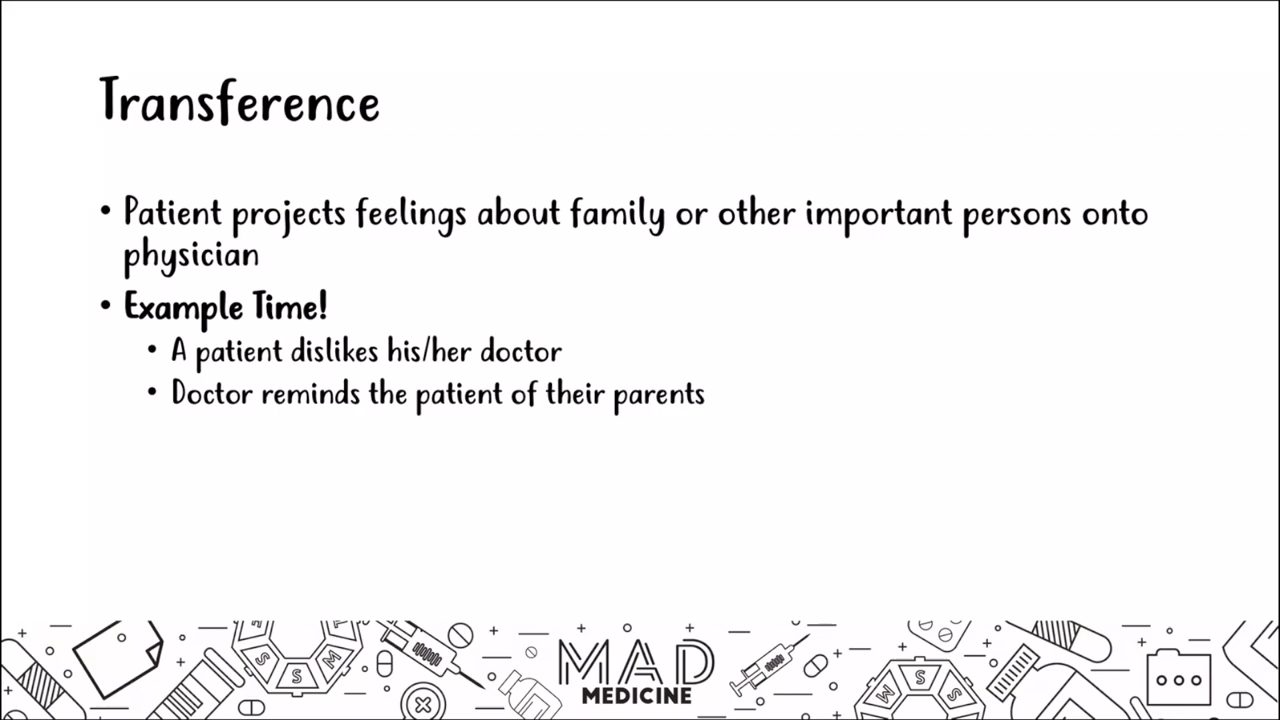 Transference
• Patient projects feelings about family or other important persons onto
physician
• Example Time!
• A patient dislikes his/her doctor
• Doctor reminds the patient of their parents
S S M
MAD
MEDICINE
M S S